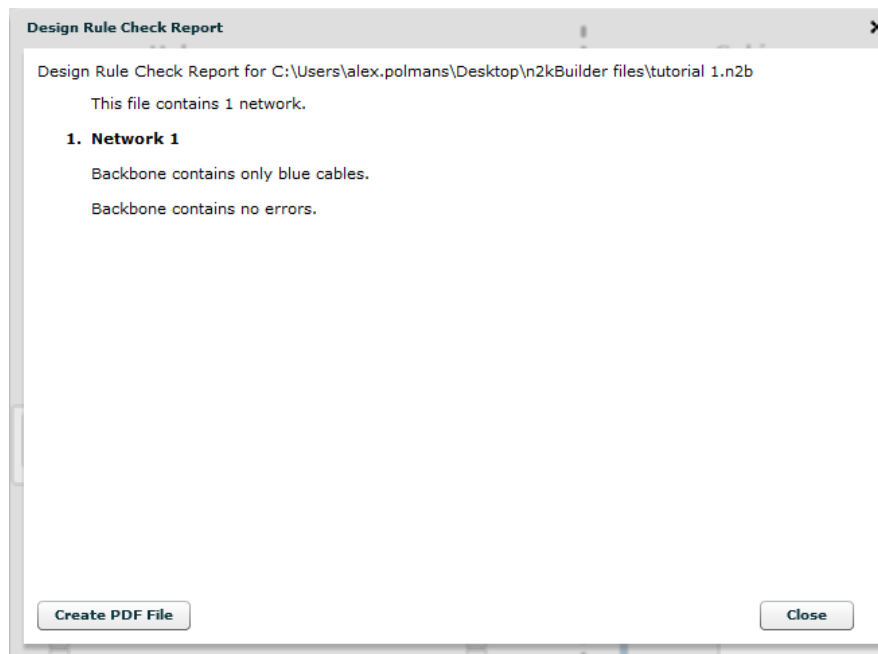 Design Rule Check Report
Design Rule Check Report for C:\Users\alex.polmans\Desktop\n2kBuilder files\tutorial 1.n2b
This file contains 1 network.
1. Network 1
Backbone contains only blue cables.
Backbone contains no errors.
Create PDF File
Close